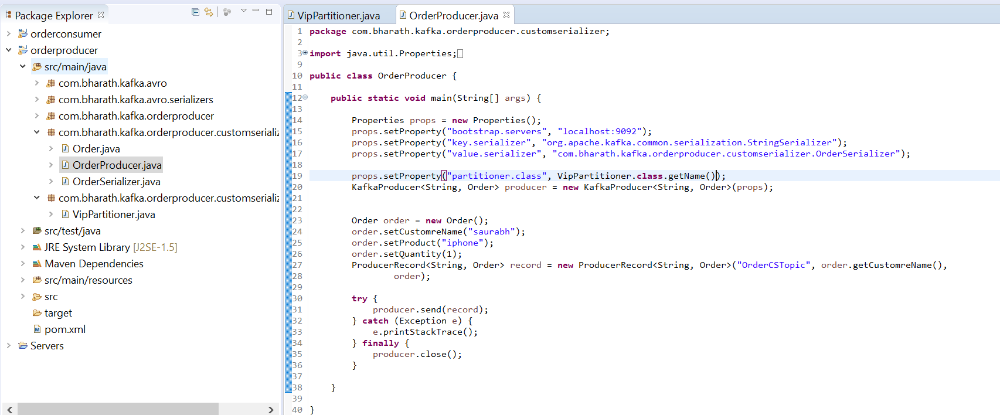 Package Explorer
orderconsumer
orderproducer
src/main/java
com.bharath.kafka.avro
com.bharath.kafka.avro.serializers
com.bharath.kafka.orderproducer
com.bharath.kafka.orderproducer.customserializ
Order.java
OrderProducer.java
OrderSerializer.java
com.bharath.kafka.orderproducer.customserializ
VipPartitioner.java
src/test/java
JRE System Library [J2SE-1.5]
Maven Dependencies
src/main/resources
src
target
pom.xml
Servers
VipPartitioner.java OrderProducer.java
1 package com.bharath.kafka.orderproducer.customserializer;
2
3 import java.util.Properties;
9
10 public class OrderProducer {
11
12 public static void main(String[] args) {
13
14 Properties props = new Properties();
15 props.setProperty("bootstrap.servers", "localhost:9092");
16 props.setProperty("key.serializer", "org.apache.kafka.common.serialization.StringSerializer");
17 props.setProperty("value.serializer", "com.bharath.kafka.orderproducer.customserializer.OrderSerializer");
18
19 props.setProperty("partitioner.class", VipPartitioner.class.getName());
20 KafkaProducer<String, Order> producer = new KafkaProducer<String, Order>(props);
21
22
23 Order order = new Order();
24 order.setCustomreName("saurabh");
25 order.setProduct("iphone");
26 order.setQuantity(1);
27 ProducerRecord<String, Order> record = new ProducerRecord<String, Order>("OrderCSTopic", order.getCustomreName(),
28 order);
29
30 try {
31 producer.send(record);
32 } catch (Exception e) {
33 e.printStackTrace();
34 } finally {
35 producer.close();
36 }
37
38 }
39
40 }